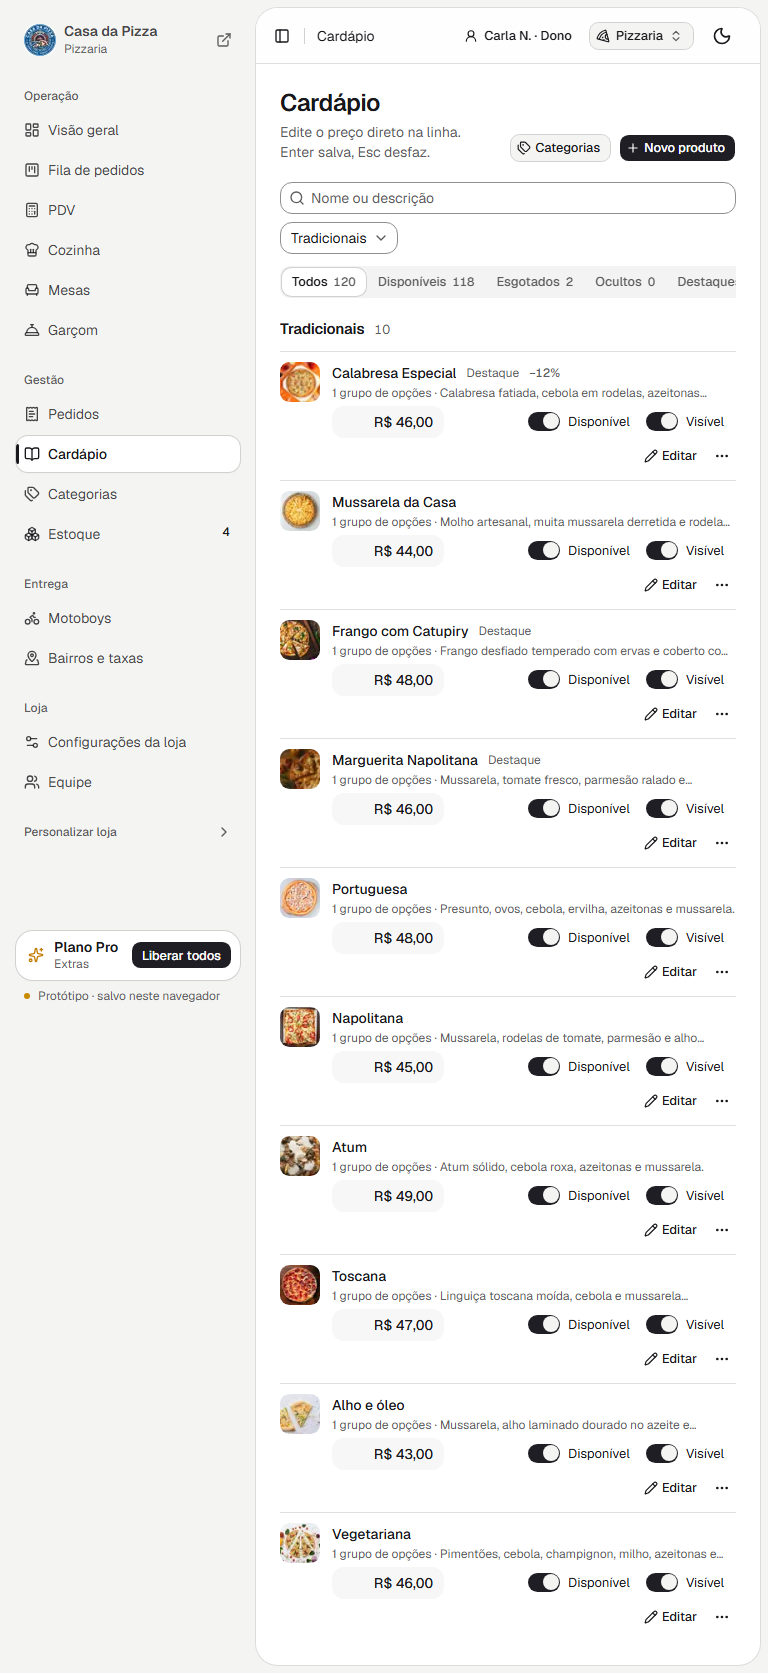 Casa da Pizza
Pizzaria
Operação
Visão geral
Fila de pedidos
PDV
Cozinha
Mesas
Garçom
Gestão
Pedidos
Cardápio
Categorias
Estoque 4
Entrega
Motoboys
Bairros e taxas
Loja
Configurações da loja
Equipe
Personalizar loja
Plano Pro
Extras
Liberar todos
Protótipo · salvo neste navegador
Cardápio
Carla N. · Dono
Pizzaria
Cardápio
Edite o preço direto na linha.
Enter salva, Esc desfaz.
Categorias
Novo produto
Nome ou descrição
Tradicionais
Todos 120 Disponíveis 118 Esgotados 2 Ocultos 0 Destaque
Tradicionais 10
Calabresa Especial Destaque −12%
1 grupo de opções · Calabresa fatiada, cebola em rodelas, azeitonas…
R$ 46,00 Disponível Visível
Editar
Mussarela da Casa
1 grupo de opções · Molho artesanal, muita mussarela derretida e rodela…
R$ 44,00 Disponível Visível
Editar
Frango com Catupiry Destaque
1 grupo de opções · Frango desfiado temperado com ervas e coberto co…
R$ 48,00 Disponível Visível
Editar
Marguerita Napolitana Destaque
1 grupo de opções · Mussarela, tomate fresco, parmesão ralado e…
R$ 46,00 Disponível Visível
Editar
Portuguesa
1 grupo de opções · Presunto, ovos, cebola, ervilha, azeitonas e mussarela.
R$ 48,00 Disponível Visível
Editar
Napolitana
1 grupo de opções · Mussarela, rodelas de tomate, parmesão e alho…
R$ 45,00 Disponível Visível
Editar
Atum
1 grupo de opções · Atum sólido, cebola roxa, azeitonas e mussarela.
R$ 49,00 Disponível Visível
Editar
Toscana
1 grupo de opções · Linguiça toscana moída, cebola e mussarela…
R$ 47,00 Disponível Visível
Editar
Alho e óleo
1 grupo de opções · Mussarela, alho laminado dourado no azeite e…
R$ 43,00 Disponível Visível
Editar
Vegetariana
1 grupo de opções · Pimentões, cebola, champignon, milho, azeitonas e…
R$ 46,00 Disponível Visível
Editar